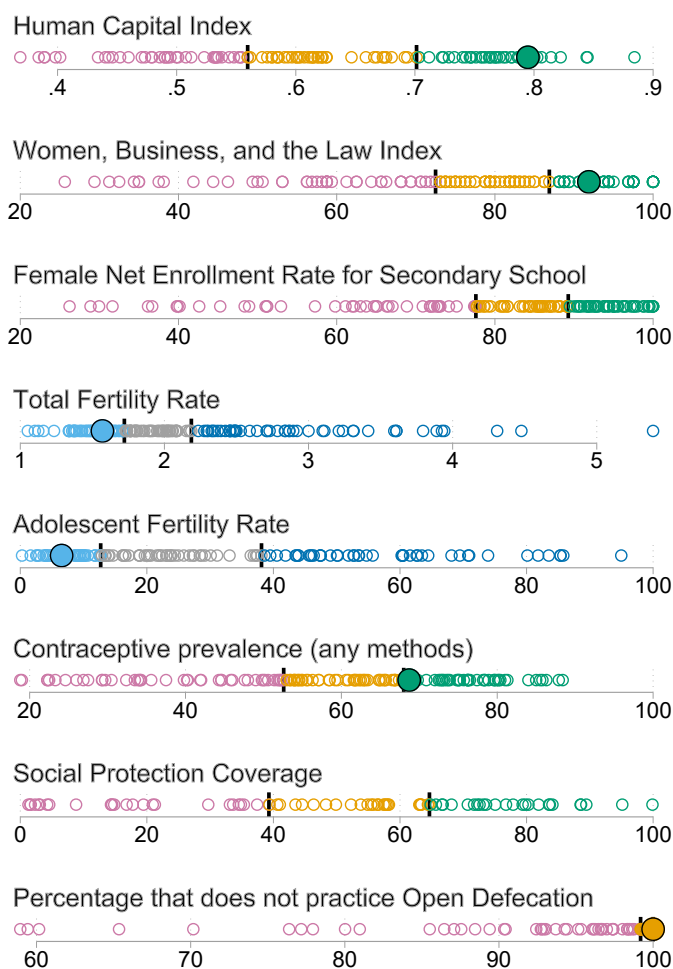 Human Capital Index
.4 .5 .6 .7 .8 .9
Women, Business, and the Law Index
20 40 60 80 100
Female Net Enrollment Rate for Secondary School
20 40 60 80 100
Total Fertility Rate
1 2 3 4 5
Adolescent Fertility Rate
0 20 40 60 80 100
Contraceptive prevalence (any methods)
20 40 60 80 100
Social Protection Coverage
0 20 40 60 80 100
Percentage that does not practice Open Defecation
60 70 80 90 100